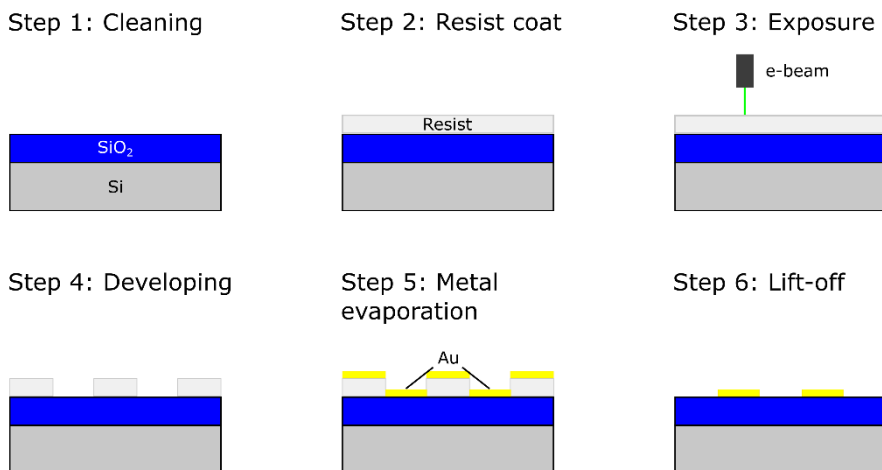 Step 1: Cleaning
Step 2: Resist coat
Step 3: Exposure
e-beam
Resist
SiO₂
Si
Step 4: Developing
Step 5: Metal
evaporation
Step 6: Lift-off
Au